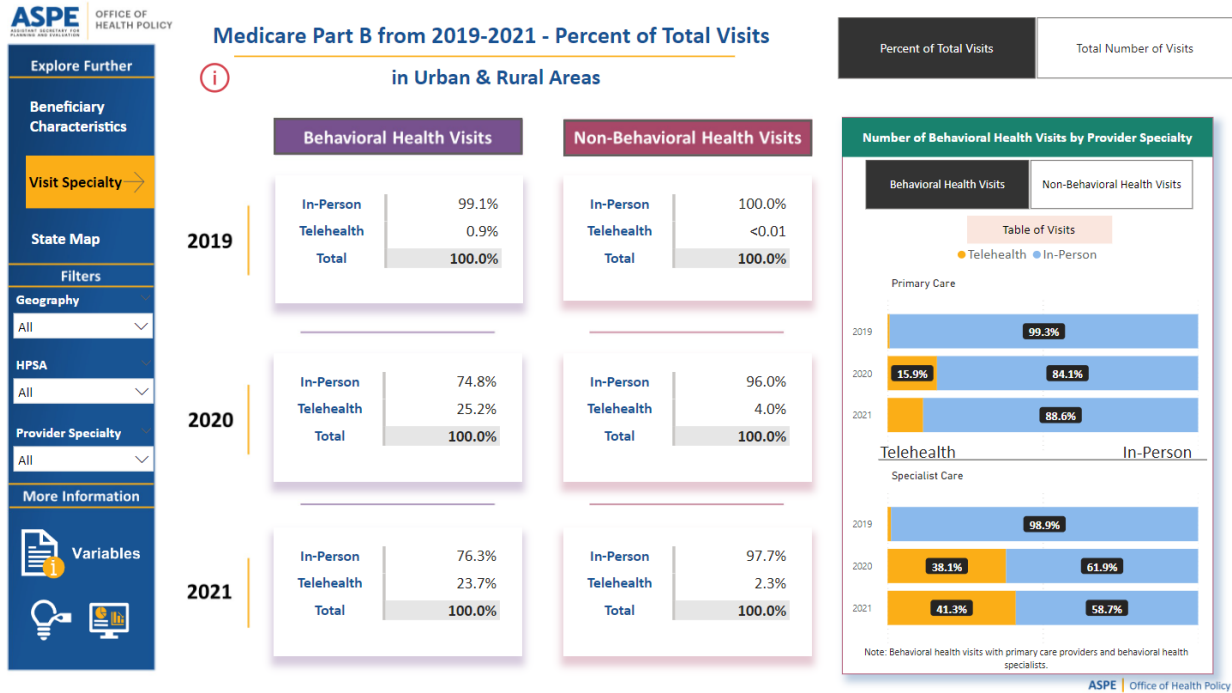 ASPE
OFFICE OF
HEALTH POLICY
ASSISTANT SECRETARY FOR
PLANNING AND EVALUATION
Explore Further
Beneficiary
Characteristics
Visit Specialty
State Map
Filters
Geography
All
HPSA
All
Provider Specialty
All
More Information
i
Variables
Medicare Part B from 2019-2021 - Percent of Total Visits
i
in Urban & Rural Areas
Percent of Total Visits
Total Number of Visits
Behavioral Health Visits
Non-Behavioral Health Visits
2019
In-Person 99.1%
Telehealth 0.9%
Total 100.0%
In-Person 100.0%
Telehealth <0.01
Total 100.0%
2020
In-Person 74.8%
Telehealth 25.2%
Total 100.0%
In-Person 96.0%
Telehealth 4.0%
Total 100.0%
2021
In-Person 76.3%
Telehealth 23.7%
Total 100.0%
In-Person 97.7%
Telehealth 2.3%
Total 100.0%
Number of Behavioral Health Visits by Provider Specialty
Behavioral Health Visits
Non-Behavioral Health Visits
Table of Visits
Telehealth In-Person
Primary Care
2019 99.3%
2020 15.9% 84.1%
2021 88.6%
Telehealth In-Person
Specialist Care
2019 98.9%
2020 38.1% 61.9%
2021 41.3% 58.7%
Note: Behavioral health visits with primary care providers and behavioral health
specialists.
ASPE Office of Health Policy